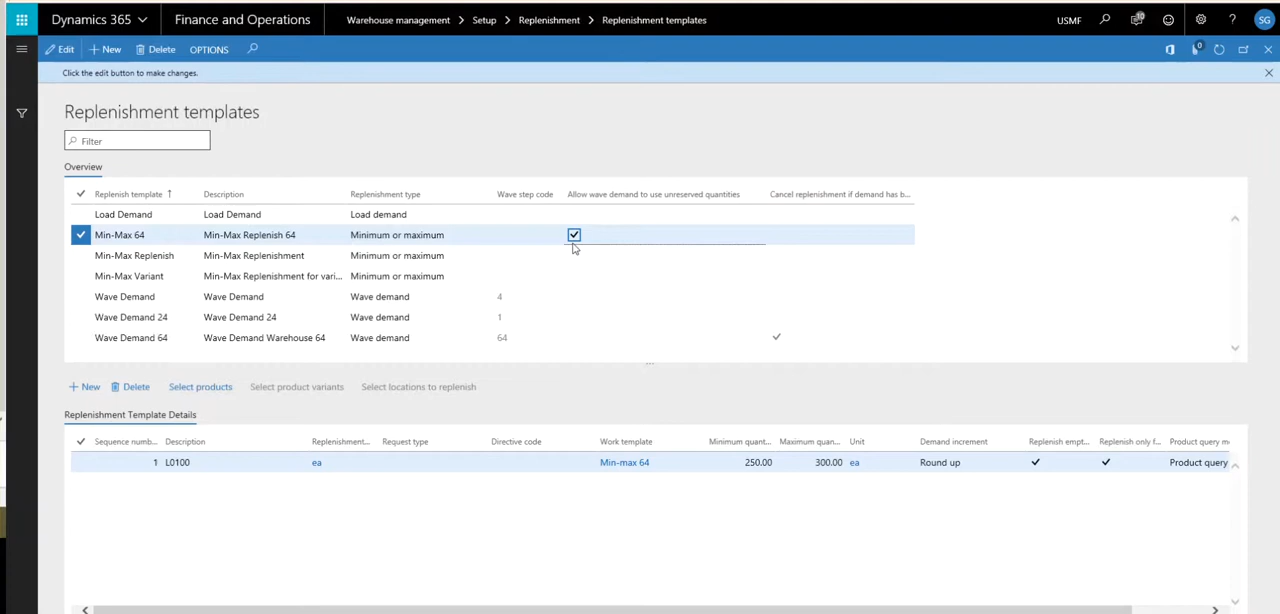 Dynamics 365 Finance and Operations Warehouse management Setup Replenishment Replenishment templates USMF 10 ? SG
Edit + New Delete OPTIONS 0
Click the edit button to make changes.
Replenishment templates
Filter
Overview
Replenish template ↑ Description Replenishment type Wave step code Allow wave demand to use unreserved quantities Cancel replenishment if demand has b...
Load Demand Load Demand Load demand
Min-Max 64 Min-Max Replenish 64 Minimum or maximum
Min-Max Replenish Min-Max Replenishment Minimum or maximum
Min-Max Variant Min-Max Replenishment for vari... Minimum or maximum
Wave Demand Wave Demand Wave demand 4
Wave Demand 24 Wave Demand 24 Wave demand 1
Wave Demand 64 Wave Demand Warehouse 64 Wave demand 64
+ New Delete Select products Select product variants Select locations to replenish
Replenishment Template Details
Sequence numb... Description Replenishment... Request type Directive code Work template Minimum quant... Maximum quan... Unit Demand increment Replenish empt... Replenish only f... Product query m
1 L0100 ea Min-max 64 250.00 300.00 ea Round up Product query